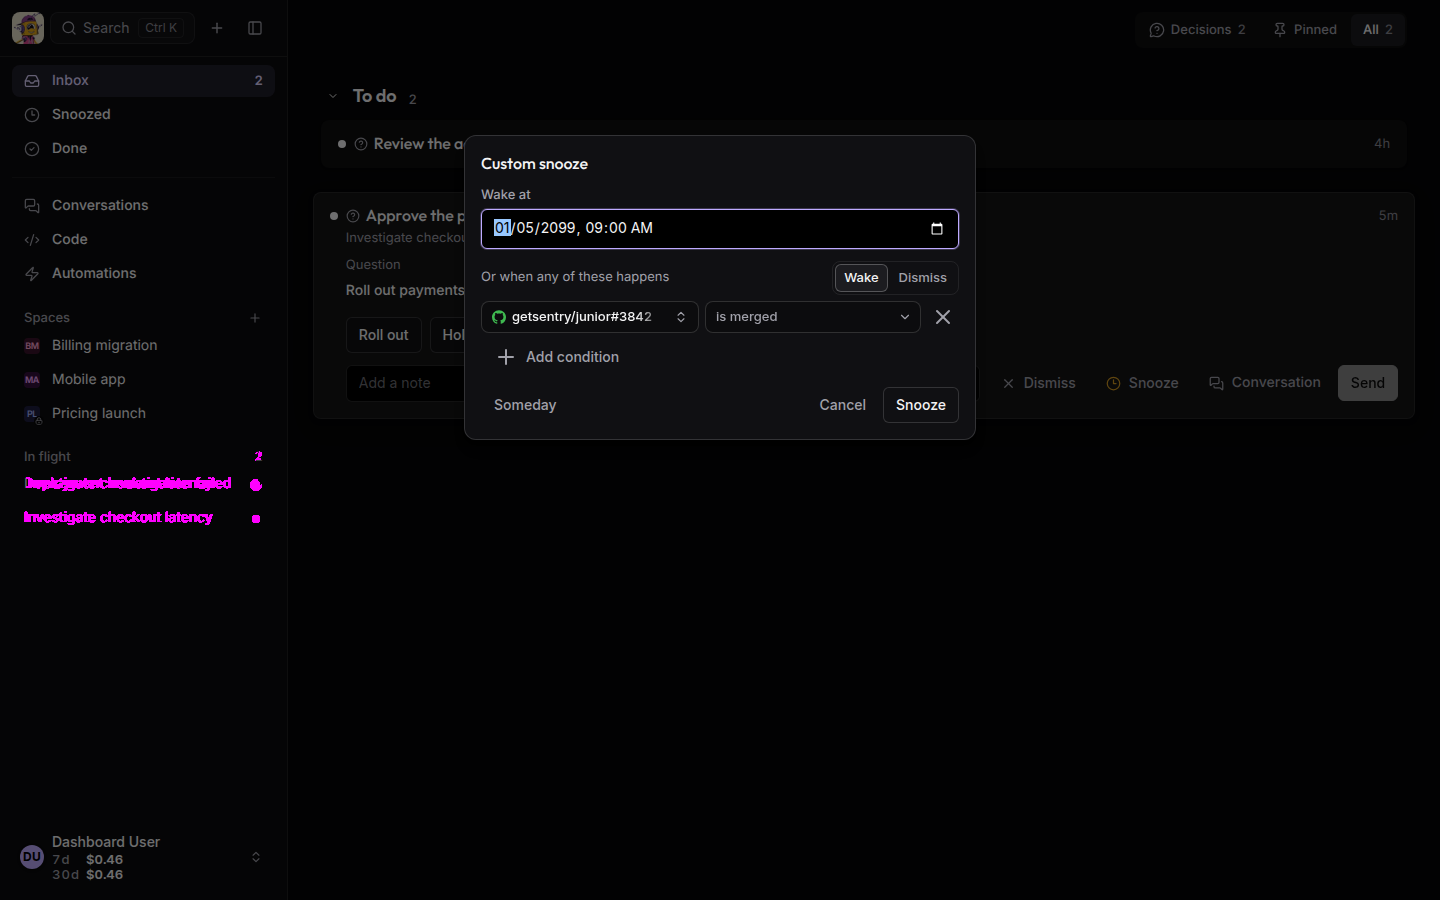 Search Ctrl K
Decisions 2 Pinned All 2
Inbox 2
Snoozed
Done
Conversations
Code
Automations
Spaces
BM Billing migration
MA Mobile app
PL Pricing launch
In flight
Investigate checkout latency
DU Dashboard User
7d $0.46
30d $0.46
To do 2
Review the a 4h
Approve the p 5m
Investigate checkou
Question
Roll out payments
Roll out Hol
Add a note Dismiss Snooze Conversation Send
Custom snooze
Wake at
01/05/2099, 09:00 AM
Or when any of these happens Wake Dismiss
getsentry/junior#3842 is merged
Add condition
Someday Cancel Snooze